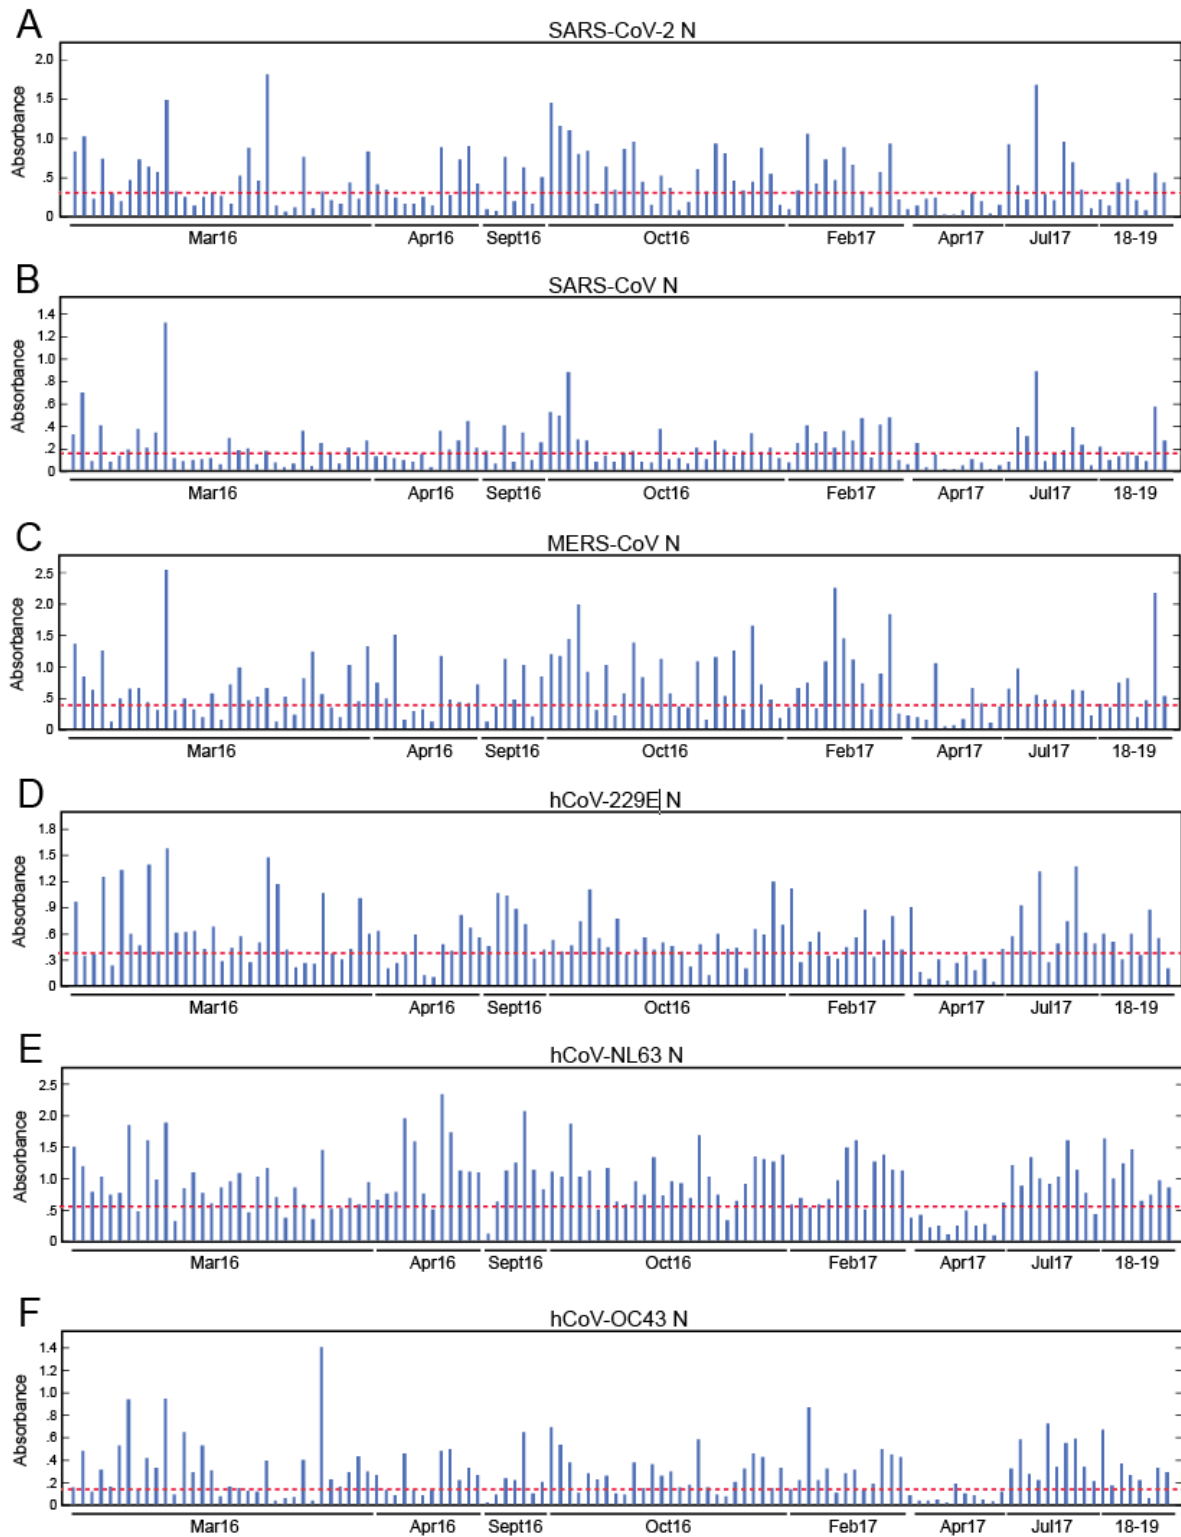 A
SARS-CoV-2 N
Absorbance
2.0
1.5
1.0
.5
0
Mar16 Apr16 Sept16 Oct16 Feb17 Apr17 Jul17 18-19
B
SARS-CoV N
Absorbance
1.4
1.2
1.0
.8
.6
.4
.2
0
Mar16 Apr16 Sept16 Oct16 Feb17 Apr17 Jul17 18-19
C
MERS-CoV N
Absorbance
2.5
2.0
1.5
1.0
.5
0
Mar16 Apr16 Sept16 Oct16 Feb17 Apr17 Jul17 18-19
D
hCoV-229E N
Absorbance
1.8
1.5
1.2
.9
.6
.3
0
Mar16 Apr16 Sept16 Oct16 Feb17 Apr17 Jul17 18-19
E
hCoV-NL63 N
Absorbance
2.5
2.0
1.5
1.0
.5
0
Mar16 Apr16 Sept16 Oct16 Feb17 Apr17 Jul17 18-19
F
hCoV-OC43 N
Absorbance
1.4
1.2
1.0
.8
.6
.4
.2
0
Mar16 Apr16 Sept16 Oct16 Feb17 Apr17 Jul17 18-19